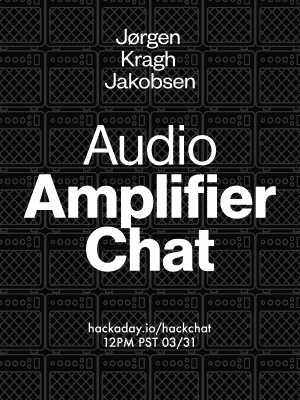 Jørgen
Kragh
Jakobsen
Audio
Amplifier
Chat
hackaday.io/hackchat
12PM PST 03/31